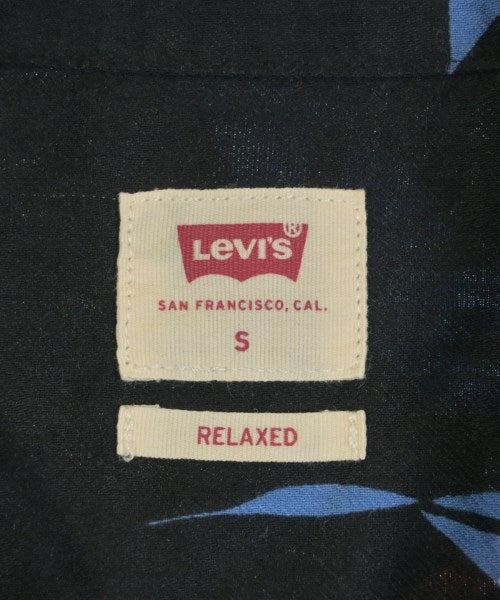 Levi's®
SAN FRANCISCO, CAL.
S
RELAXED